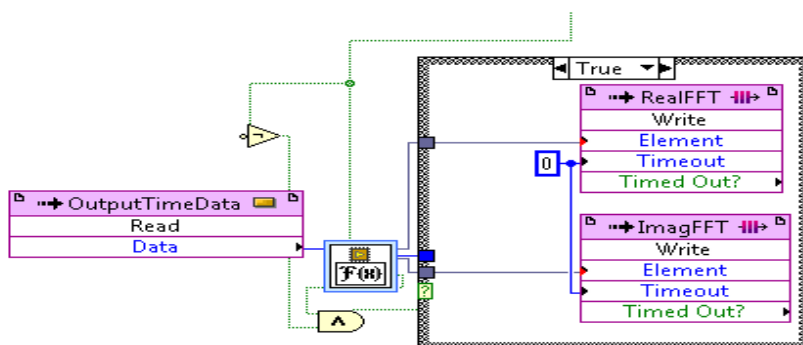 True
RealFFT
Write
Element
0
Timeout
Timed Out?
OutputTimeData
Read
Data
F(x)
?
ImagFFT
Write
Element
Timeout
Timed Out?